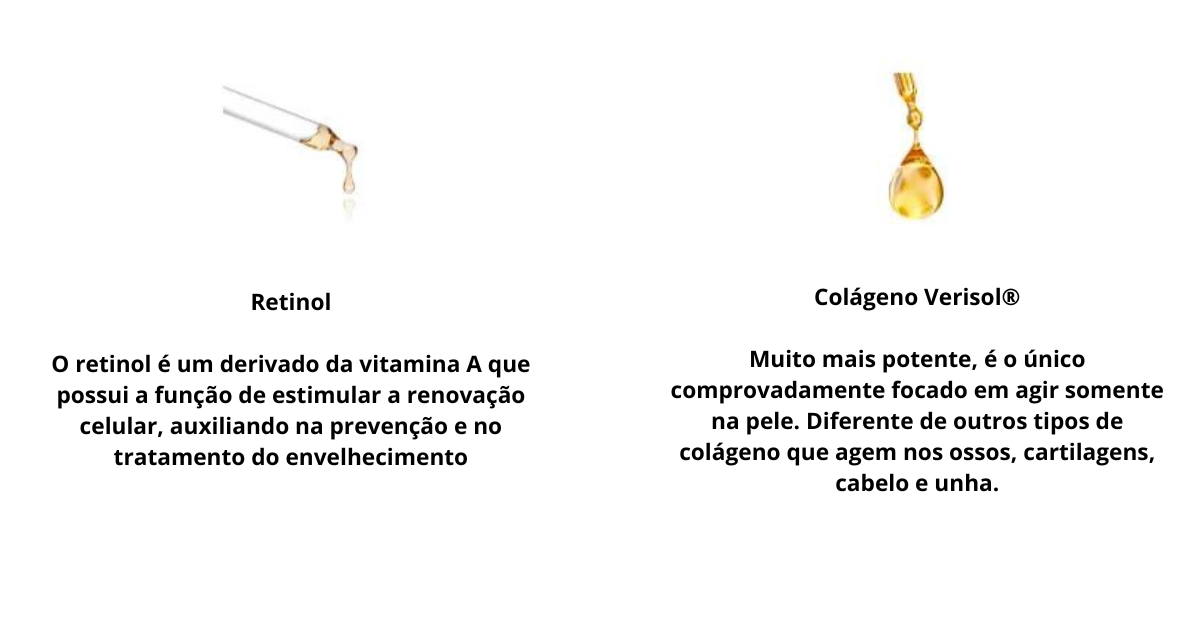 Retinol
O retinol é um derivado da vitamina A que
possui a função de estimular a renovação
celular, auxiliando na prevenção e no
tratamento do envelhecimento
Colágeno Verisol®
Muito mais potente, é o único
comprovadamente focado em agir somente
na pele. Diferente de outros tipos de
colágeno que agem nos ossos, cartilagens,
cabelo e unha.